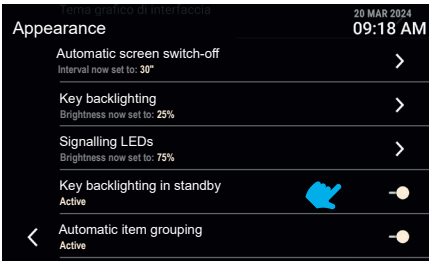 Tema grafico di interfaccia
20 MAR 2024
Appearance
09:18 AM
Automatic screen switch-off
Interval now set to: 30"
Key backlighting
Brightness now set to: 25%
Signalling LEDs
Brightness now set to: 75%
Key backlighting in standby
Active
Automatic item grouping
Active